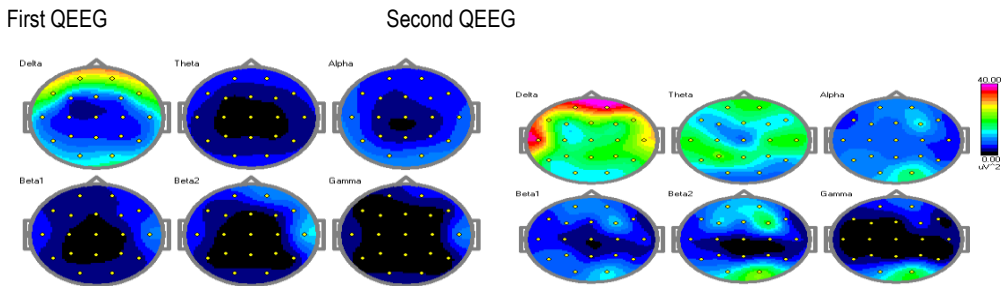 First QEEG
Second QEEG
Delta
Theta
Alpha
Beta1
Beta2
Gamma
Delta
Theta
Alpha
Beta1
Beta2
Gamma
40.00
0.00
uV^2